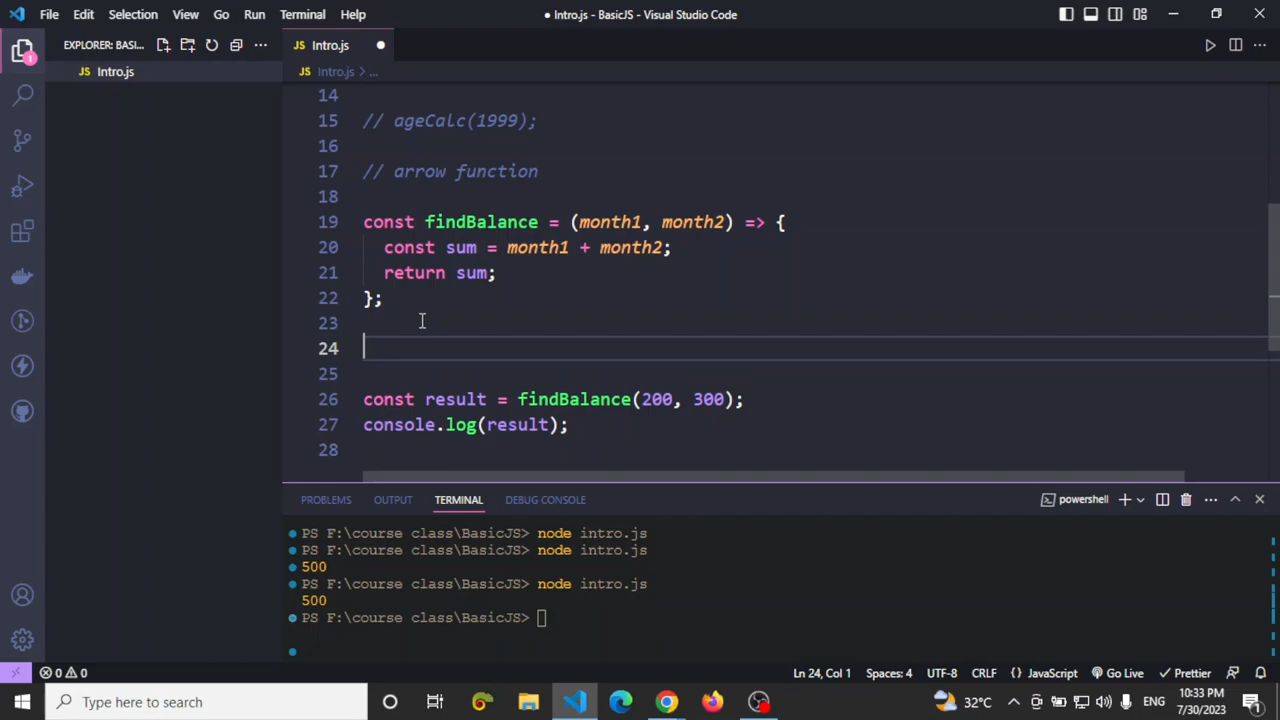 File Edit Selection View Go Run Terminal Help
● Intro.js - BasicJS - Visual Studio Code
EXPLORER: BASI...
JS Intro.js
JS Intro.js
JS Intro.js > ...
14
15 // ageCalc(1999);
16
17 // arrow function
18
19 const findBalance = (month1, month2) => {
20 const sum = month1 + month2;
21 return sum;
22 };
23
24
25
26 const result = findBalance(200, 300);
27 console.log(result);
28
PROBLEMS OUTPUT TERMINAL DEBUG CONSOLE
powershell
PS F:\course class\BasicJS> node intro.js
PS F:\course class\BasicJS> node intro.js
500
PS F:\course class\BasicJS> node intro.js
500
PS F:\course class\BasicJS>
1
0 0
Ln 24, Col 1 Spaces: 4 UTF-8 CRLF {} JavaScript Go Live Prettier
Type here to search
32°C
ENG
10:33 PM
7/30/2023
1